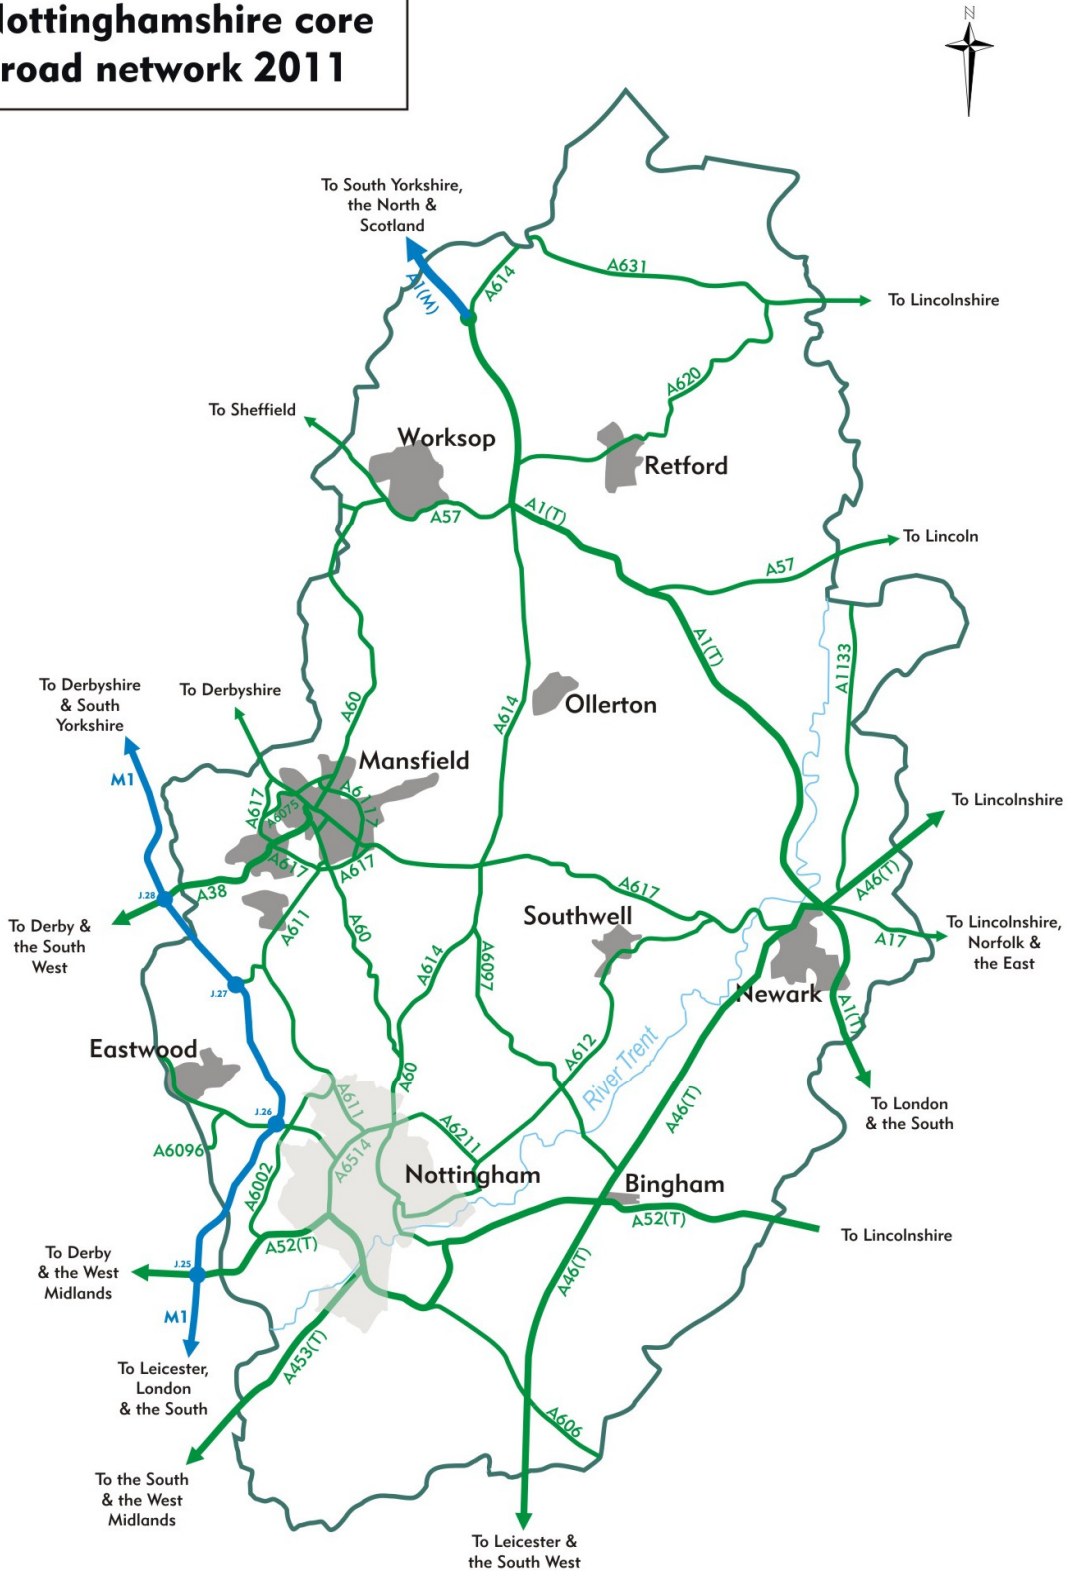 Nottinghamshire core
road network 2011
N
To South Yorkshire,
the North &
Scotland
A1(M)
A614
A631
To Lincolnshire
A620
To Sheffield
Worksop
Retford
A57
A1(T)
A57
To Lincoln
A1(T)
A1133
To Derbyshire
& South
Yorkshire
To Derbyshire
A60
A614
Ollerton
M1
Mansfield
A617
A6075
A6117
To Lincolnshire
A617
A617
A38
J.28
A617
A46(T)
To Derby &
the South
West
A611
A60
Southwell
A17
To Lincolnshire,
Norfolk &
the East
A614
A6097
J.27
Newark
A1(T)
Eastwood
A612
River Trent
A60
A611
A46(T)
To London
& the South
J.26
A6096
A6211
A6514
A6002
Nottingham
Bingham
A52(T)
To Lincolnshire
A52(T)
To Derby
& the West
Midlands
J.25
A46(T)
M1
A453(T)
To Leicester,
London
& the South
A606
To the South
& the West
Midlands
To Leicester &
the South West